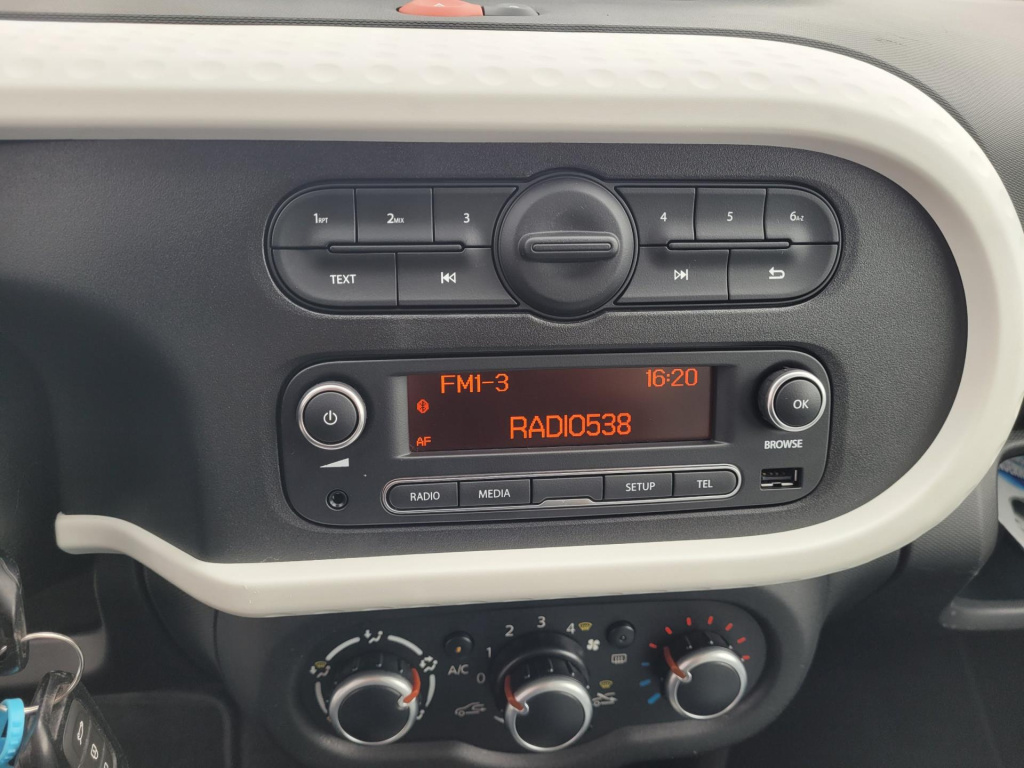 1RPT 2MIX 3 4 5 6A-Z
TEXT
FM1-3 16:20
RADIO538
AF
OK
BROWSE
RADIO MEDIA SETUP TEL
0 1 2 3 4
A/C